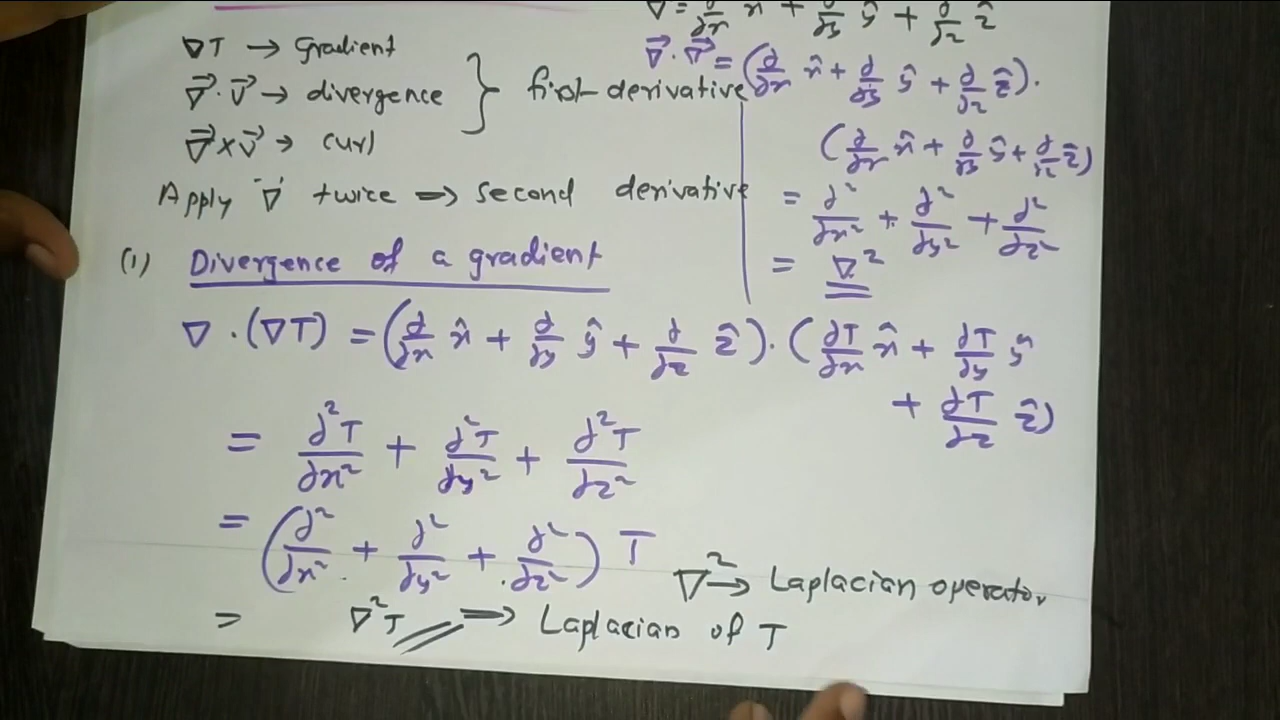 ∇T → Gradient
∇⃗·V⃗ → divergence } first-derivative
∇⃗×V⃗ → curl
Apply '∇' twice ⇒ second derivative
∇ = ∂/∂x x̂ + ∂/∂y ŷ + ∂/∂z ẑ
∇⃗·∇⃗ = (∂/∂x x̂ + ∂/∂y ŷ + ∂/∂z ẑ)·
(∂/∂x x̂ + ∂/∂y ŷ + ∂/∂z ẑ)
= ∂²/∂x² + ∂²/∂y² + ∂²/∂z²
= ∇²
(1) Divergence of a gradient
∇·(∇T) = (∂/∂x x̂ + ∂/∂y ŷ + ∂/∂z ẑ)·(∂T/∂x x̂ + ∂T/∂y ŷ
+ ∂T/∂z ẑ)
= ∂²T/∂x² + ∂²T/∂y² + ∂²T/∂z²
= (∂²/∂x² + ∂²/∂y² + ∂²/∂z²) T
∇² → Laplacian operator
= ∇²T ⇒ Laplacian of T